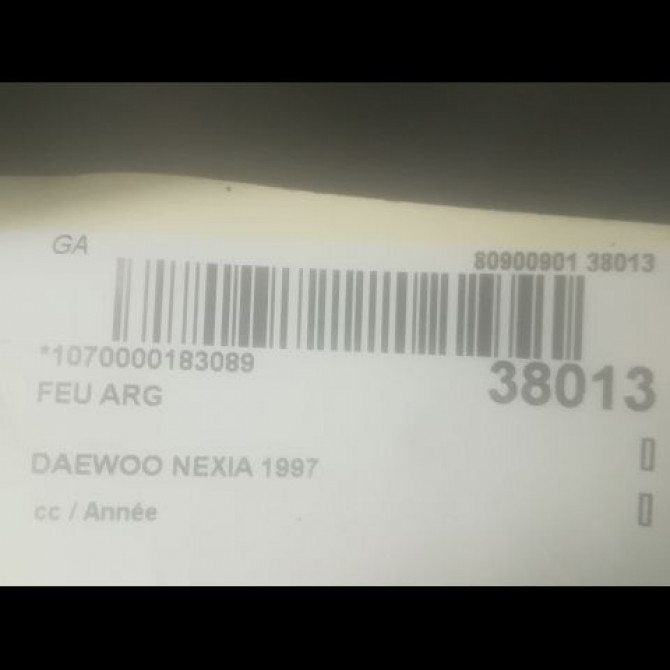 GA
80900901 38013
*1070000183089
38013
FEU ARG
DAEWOO NEXIA 1997
cc / Année